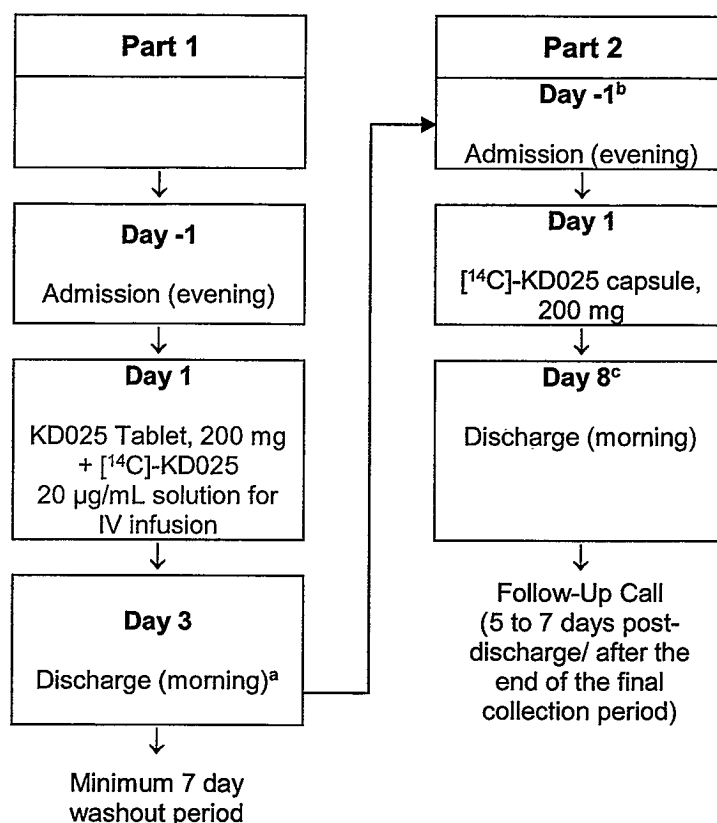 Part 1
Day -1
Admission (evening)
Day 1
KD025 Tablet, 200 mg
+ [¹⁴C]-KD025
20 µg/mL solution for
IV infusion
Day 3
Discharge (morning)ᵃ
Minimum 7 day
washout period
Part 2
Day -1ᵇ
Admission (evening)
Day 1
[¹⁴C]-KD025 capsule,
200 mg
Day 8ᶜ
Discharge (morning)
Follow-Up Call
(5 to 7 days post-
discharge/ after the
end of the final
collection period)